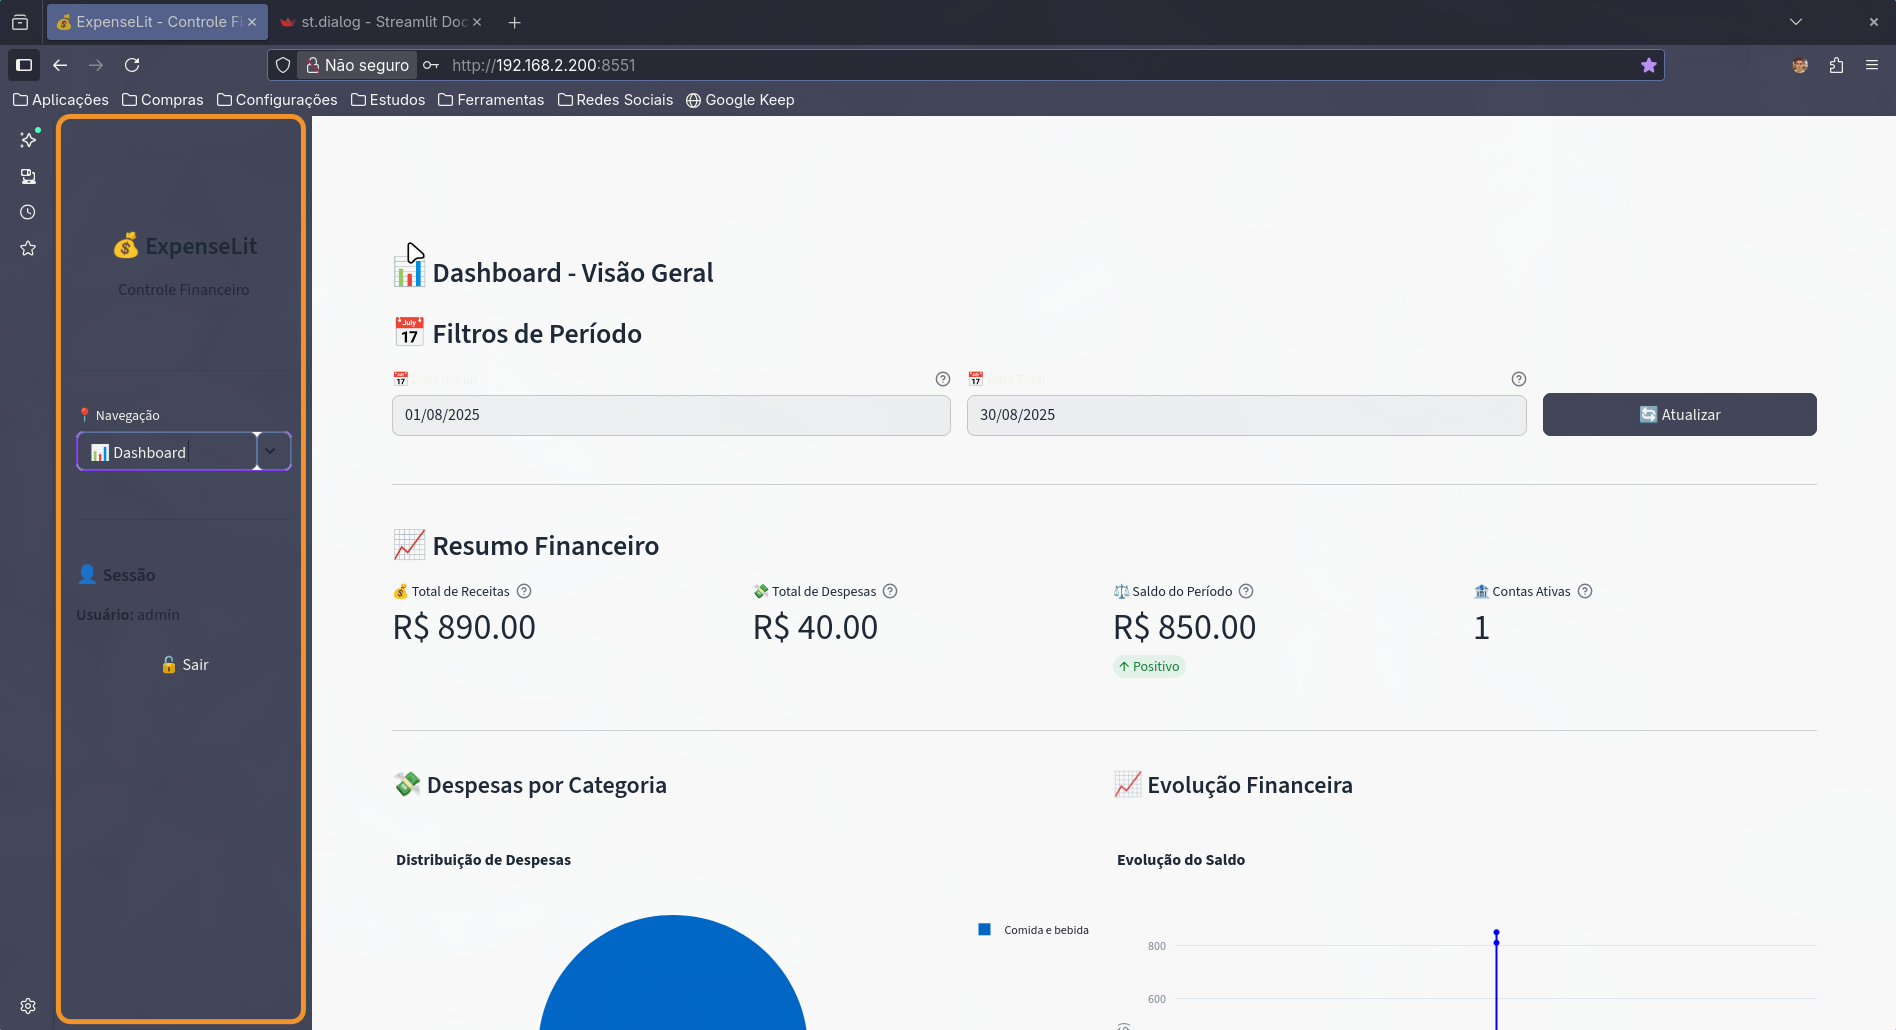 ExpenseLit - Controle Fi
st.dialog - Streamlit Doc
Não seguro
http://192.168.2.200:8551
Aplicações
Compras
Configurações
Estudos
Ferramentas
Redes Sociais
Google Keep
ExpenseLit
Controle Financeiro
Navegação
Dashboard
Sessão
Usuário: admin
Sair
Dashboard - Visão Geral
Filtros de Período
Data Inicial
Data Final
01/08/2025
30/08/2025
Atualizar
Resumo Financeiro
Total de Receitas
R$ 890.00
Total de Despesas
R$ 40.00
Saldo do Período
R$ 850.00
Positivo
Contas Ativas
1
Despesas por Categoria
Evolução Financeira
Distribuição de Despesas
Evolução do Saldo
Comida e bebida
800
600